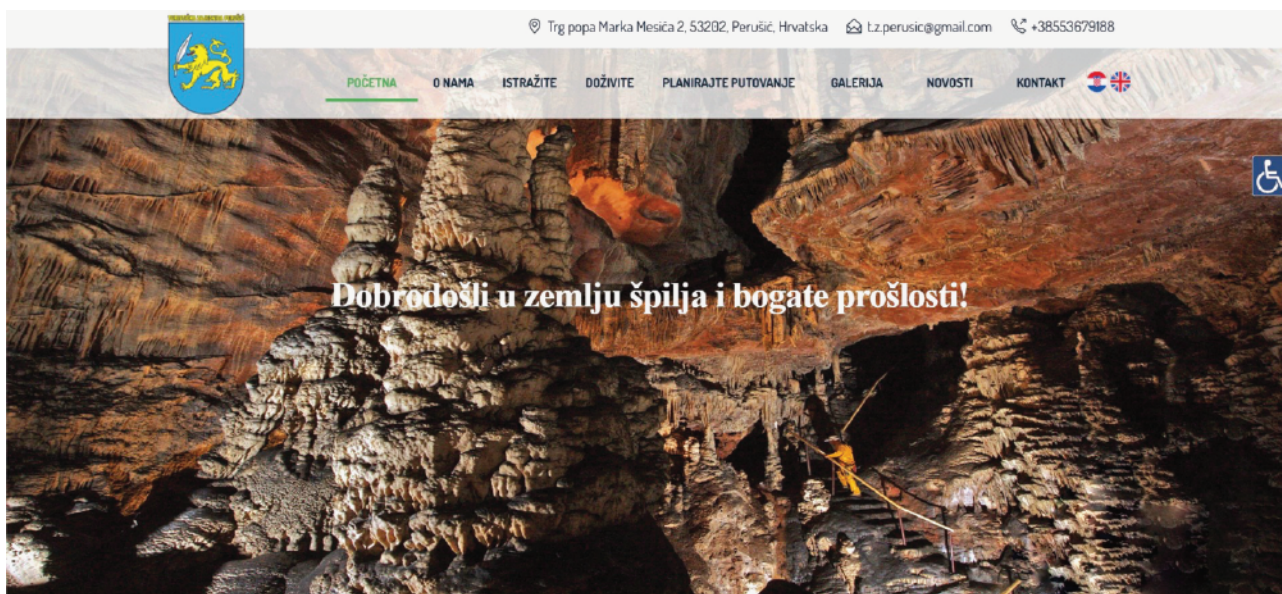 Trg popa Marka Mesića 2, 53202, Perušić, Hrvatska t.z.perusic@gmail.com +38553679188
POČETNA O NAMA ISTRAŽITE DOŽIVITE PLANIRAJTE PUTOVANJE GALERIJA NOVOSTI KONTAKT
Dobrodošli u zemlju špilja i bogate prošlosti!